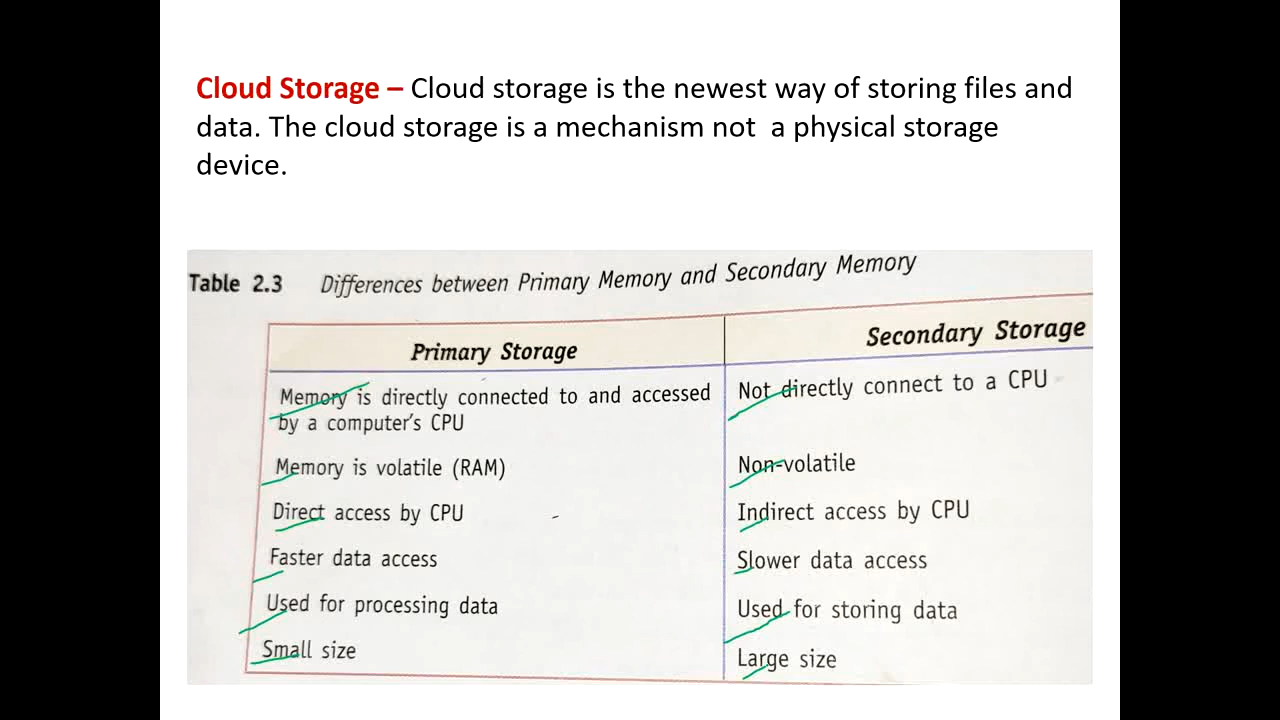 Cloud Storage – Cloud storage is the newest way of storing files and
data. The cloud storage is a mechanism not  a physical storage
device.
Table 2.3 Differences between Primary Memory and Secondary Memory
Primary Storage Secondary Storage
Memory is directly connected to and accessed Not directly connect to a CPU
by a computer's CPU
Memory is volatile (RAM) Non-volatile
Direct access by CPU Indirect access by CPU
Faster data access Slower data access
Used for processing data Used for storing data
Small size Large size